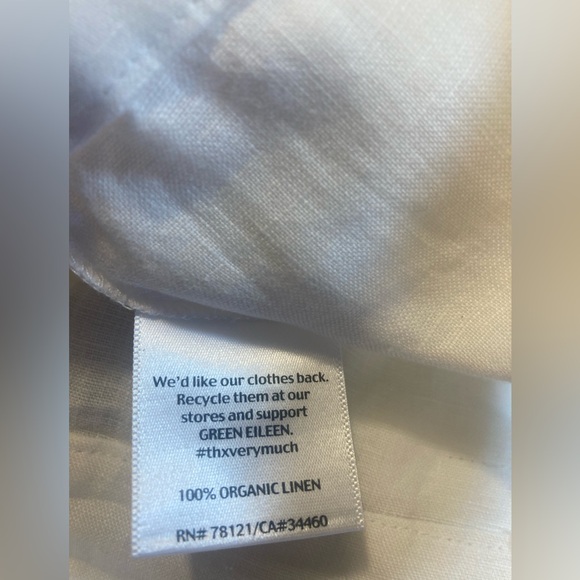 We'd like our clothes back.
Recycle them at our
stores and support
GREEN EILEEN.
#thxverymuch
100% ORGANIC LINEN
RN# 78121/CA#34460